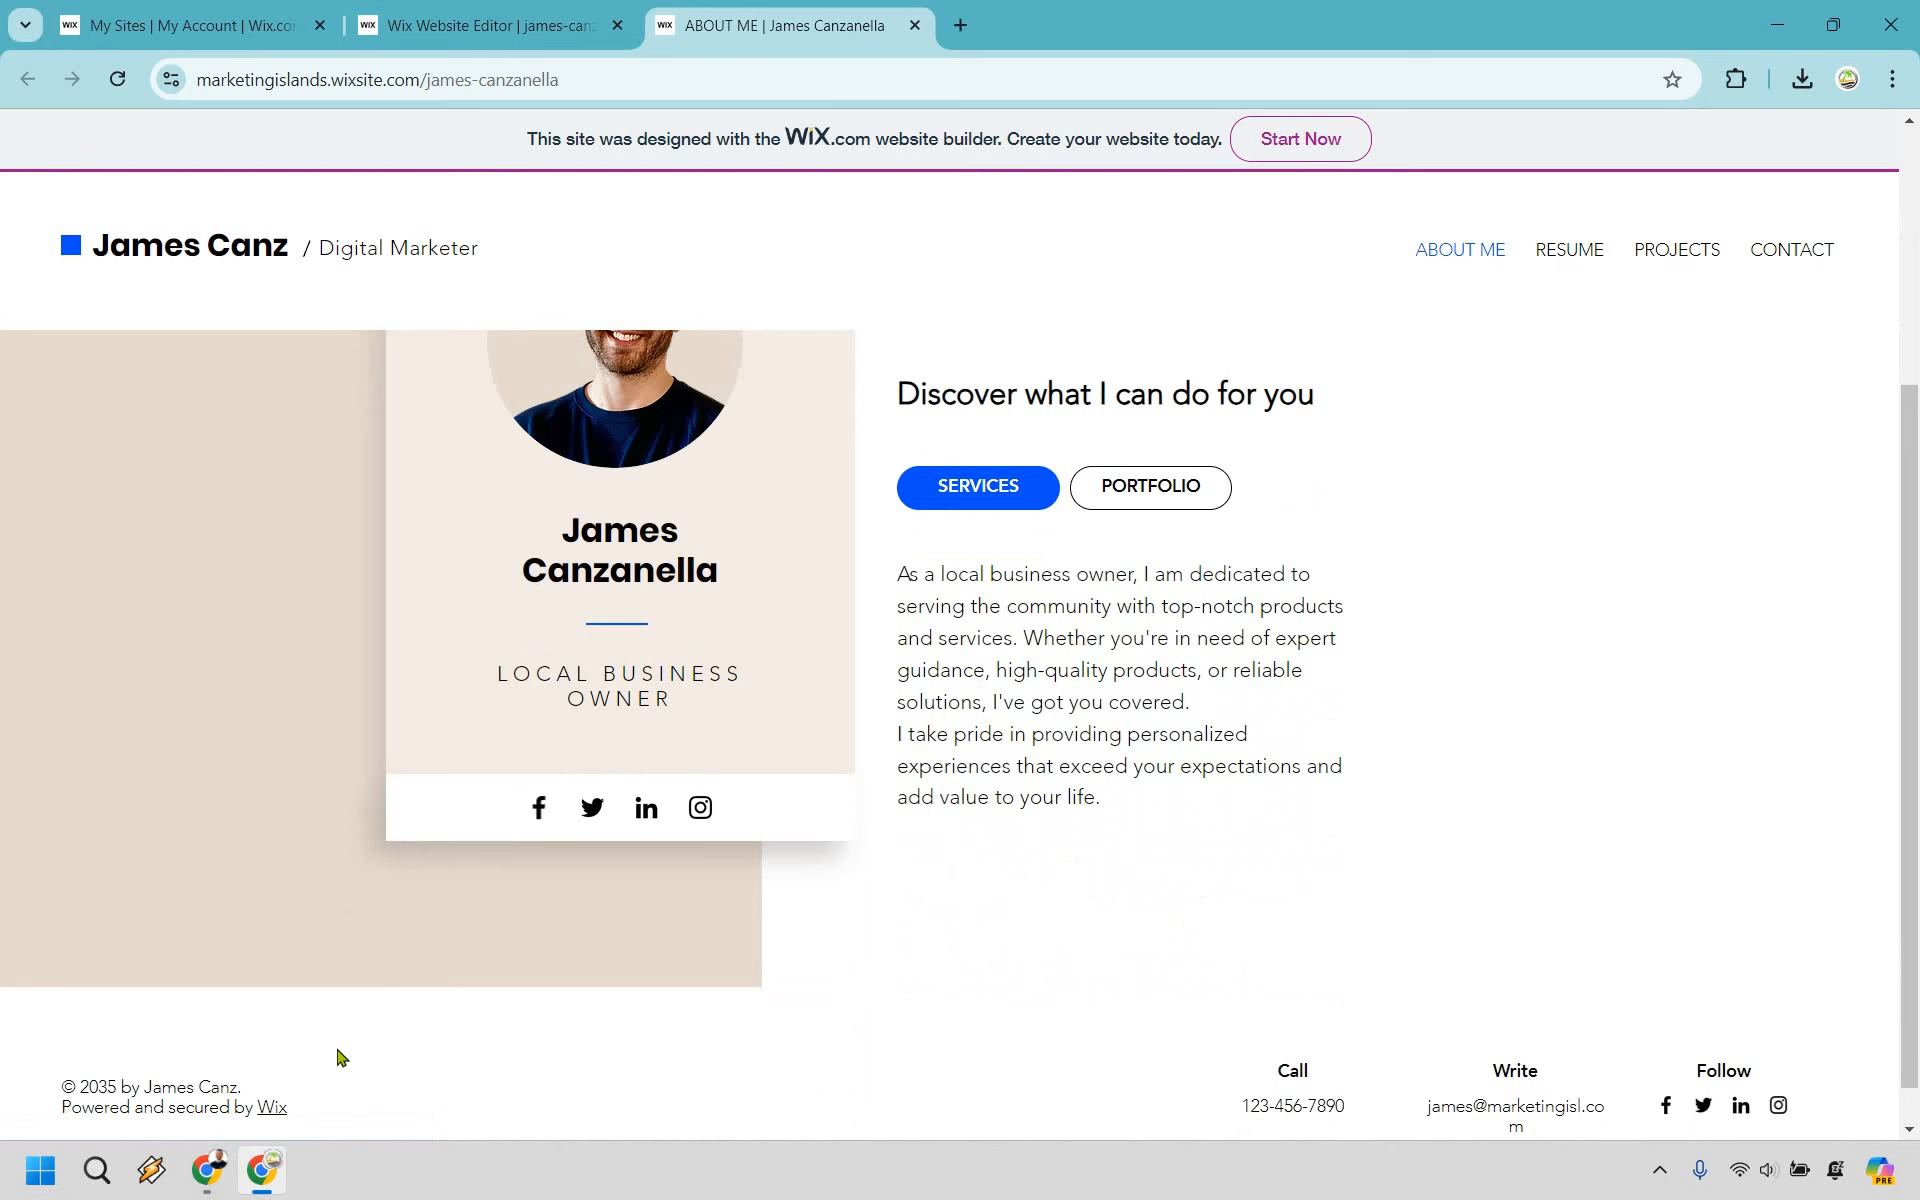 WIX My Sites | My Account | Wix.co
WIX Wix Website Editor | james-can
WIX ABOUT ME | James Canzanella
marketingislands.wixsite.com/james-canzanella
This site was designed with the WiX.com website builder. Create your website today. Start Now
James Canz / Digital Marketer
ABOUT ME RESUME PROJECTS CONTACT
Discover what I can do for you
SERVICES PORTFOLIO
James
Canzanella
LOCAL BUSINESS
OWNER
As a local business owner, I am dedicated to
serving the community with top-notch products
and services. Whether you're in need of expert
guidance, high-quality products, or reliable
solutions, I've got you covered.
I take pride in providing personalized
experiences that exceed your expectations and
add value to your life.
© 2035 by James Canz.
Powered and secured by Wix
Call
123-456-7890
Write
james@marketingisl.co
m
Follow
PRE